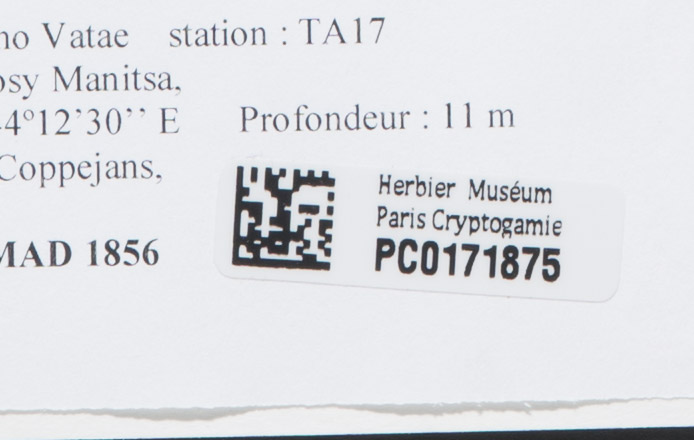 no Vatae station : TA17
osy Manitsa,
4°12'30'' E Profondeur : 11 m
Coppejans,
MAD 1856
Herbier Muséum
Paris Cryptogamie
PC0171875